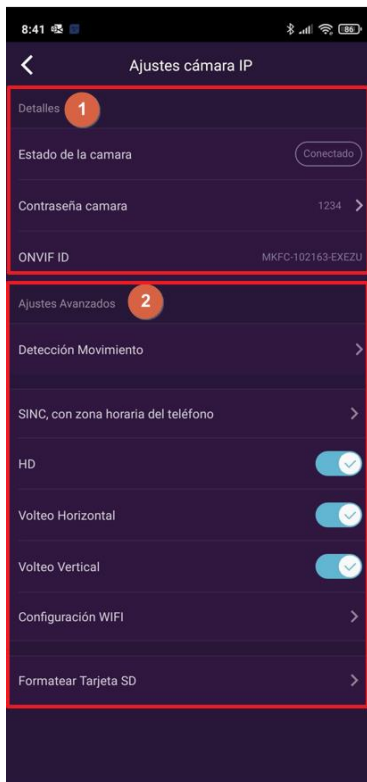 8:41 86
Ajustes cámara IP
Detalles 1
Estado de la camara Conectado
Contraseña camara 1234
ONVIF ID MKFC-102163-EXEZU
Ajustes Avanzados 2
Detección Movimiento
SINC, con zona horaria del teléfono
HD
Volteo Horizontal
Volteo Vertical
Configuración WIFI
Formatear Tarjeta SD